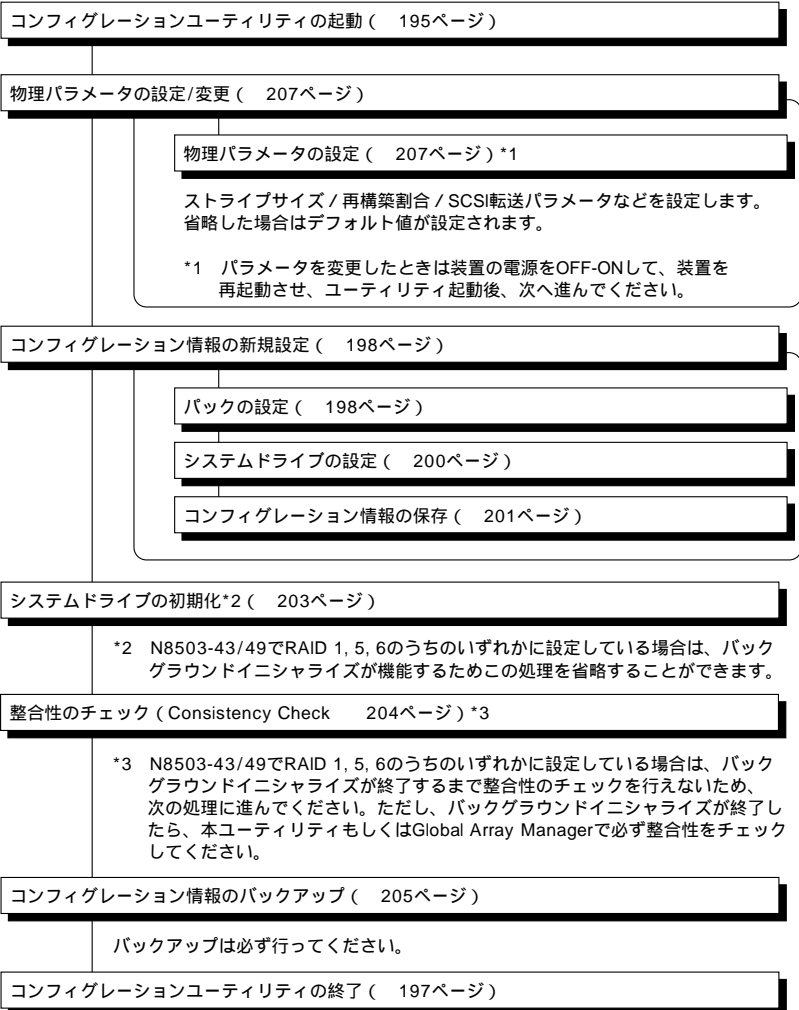 コンフィグレーションユーティリティの起動（　195ページ）
物理パラメータの設定/変更（　207ページ）
物理パラメータの設定（　207ページ）*1
ストライプサイズ / 再構築割合 / SCSI転送パラメータなどを設定します。
省略した場合はデフォルト値が設定されます。
*1　パラメータを変更したときは装置の電源をOFF-ONして、装置を
再起動させ、ユーティリティ起動後、次へ進んでください。
コンフィグレーション情報の新規設定（　198ページ）
パックの設定（　198ページ）
システムドライブの設定（　200ページ）
コンフィグレーション情報の保存（　201ページ）
システムドライブの初期化*2（　203ページ）
*2　N8503-43/49でRAID 1, 5, 6のうちのいずれかに設定している場合は、バック
グラウンドイニシャライズが機能するためこの処理を省略することができます。
整合性のチェック（Consistency Check　　204ページ）*3
*3　N8503-43/49でRAID 1, 5, 6のうちのいずれかに設定している場合は、バック
グラウンドイニシャライズが終了するまで整合性のチェックを行えないため、
次の処理に進んでください。ただし、バックグラウンドイニシャライズが終了し
たら、本ユーティリティもしくはGlobal Array Managerで必ず整合性をチェック
してください。
コンフィグレーション情報のバックアップ（　205ページ）
バックアップは必ず行ってください。
コンフィグレーションユーティリティの終了（　197ページ）